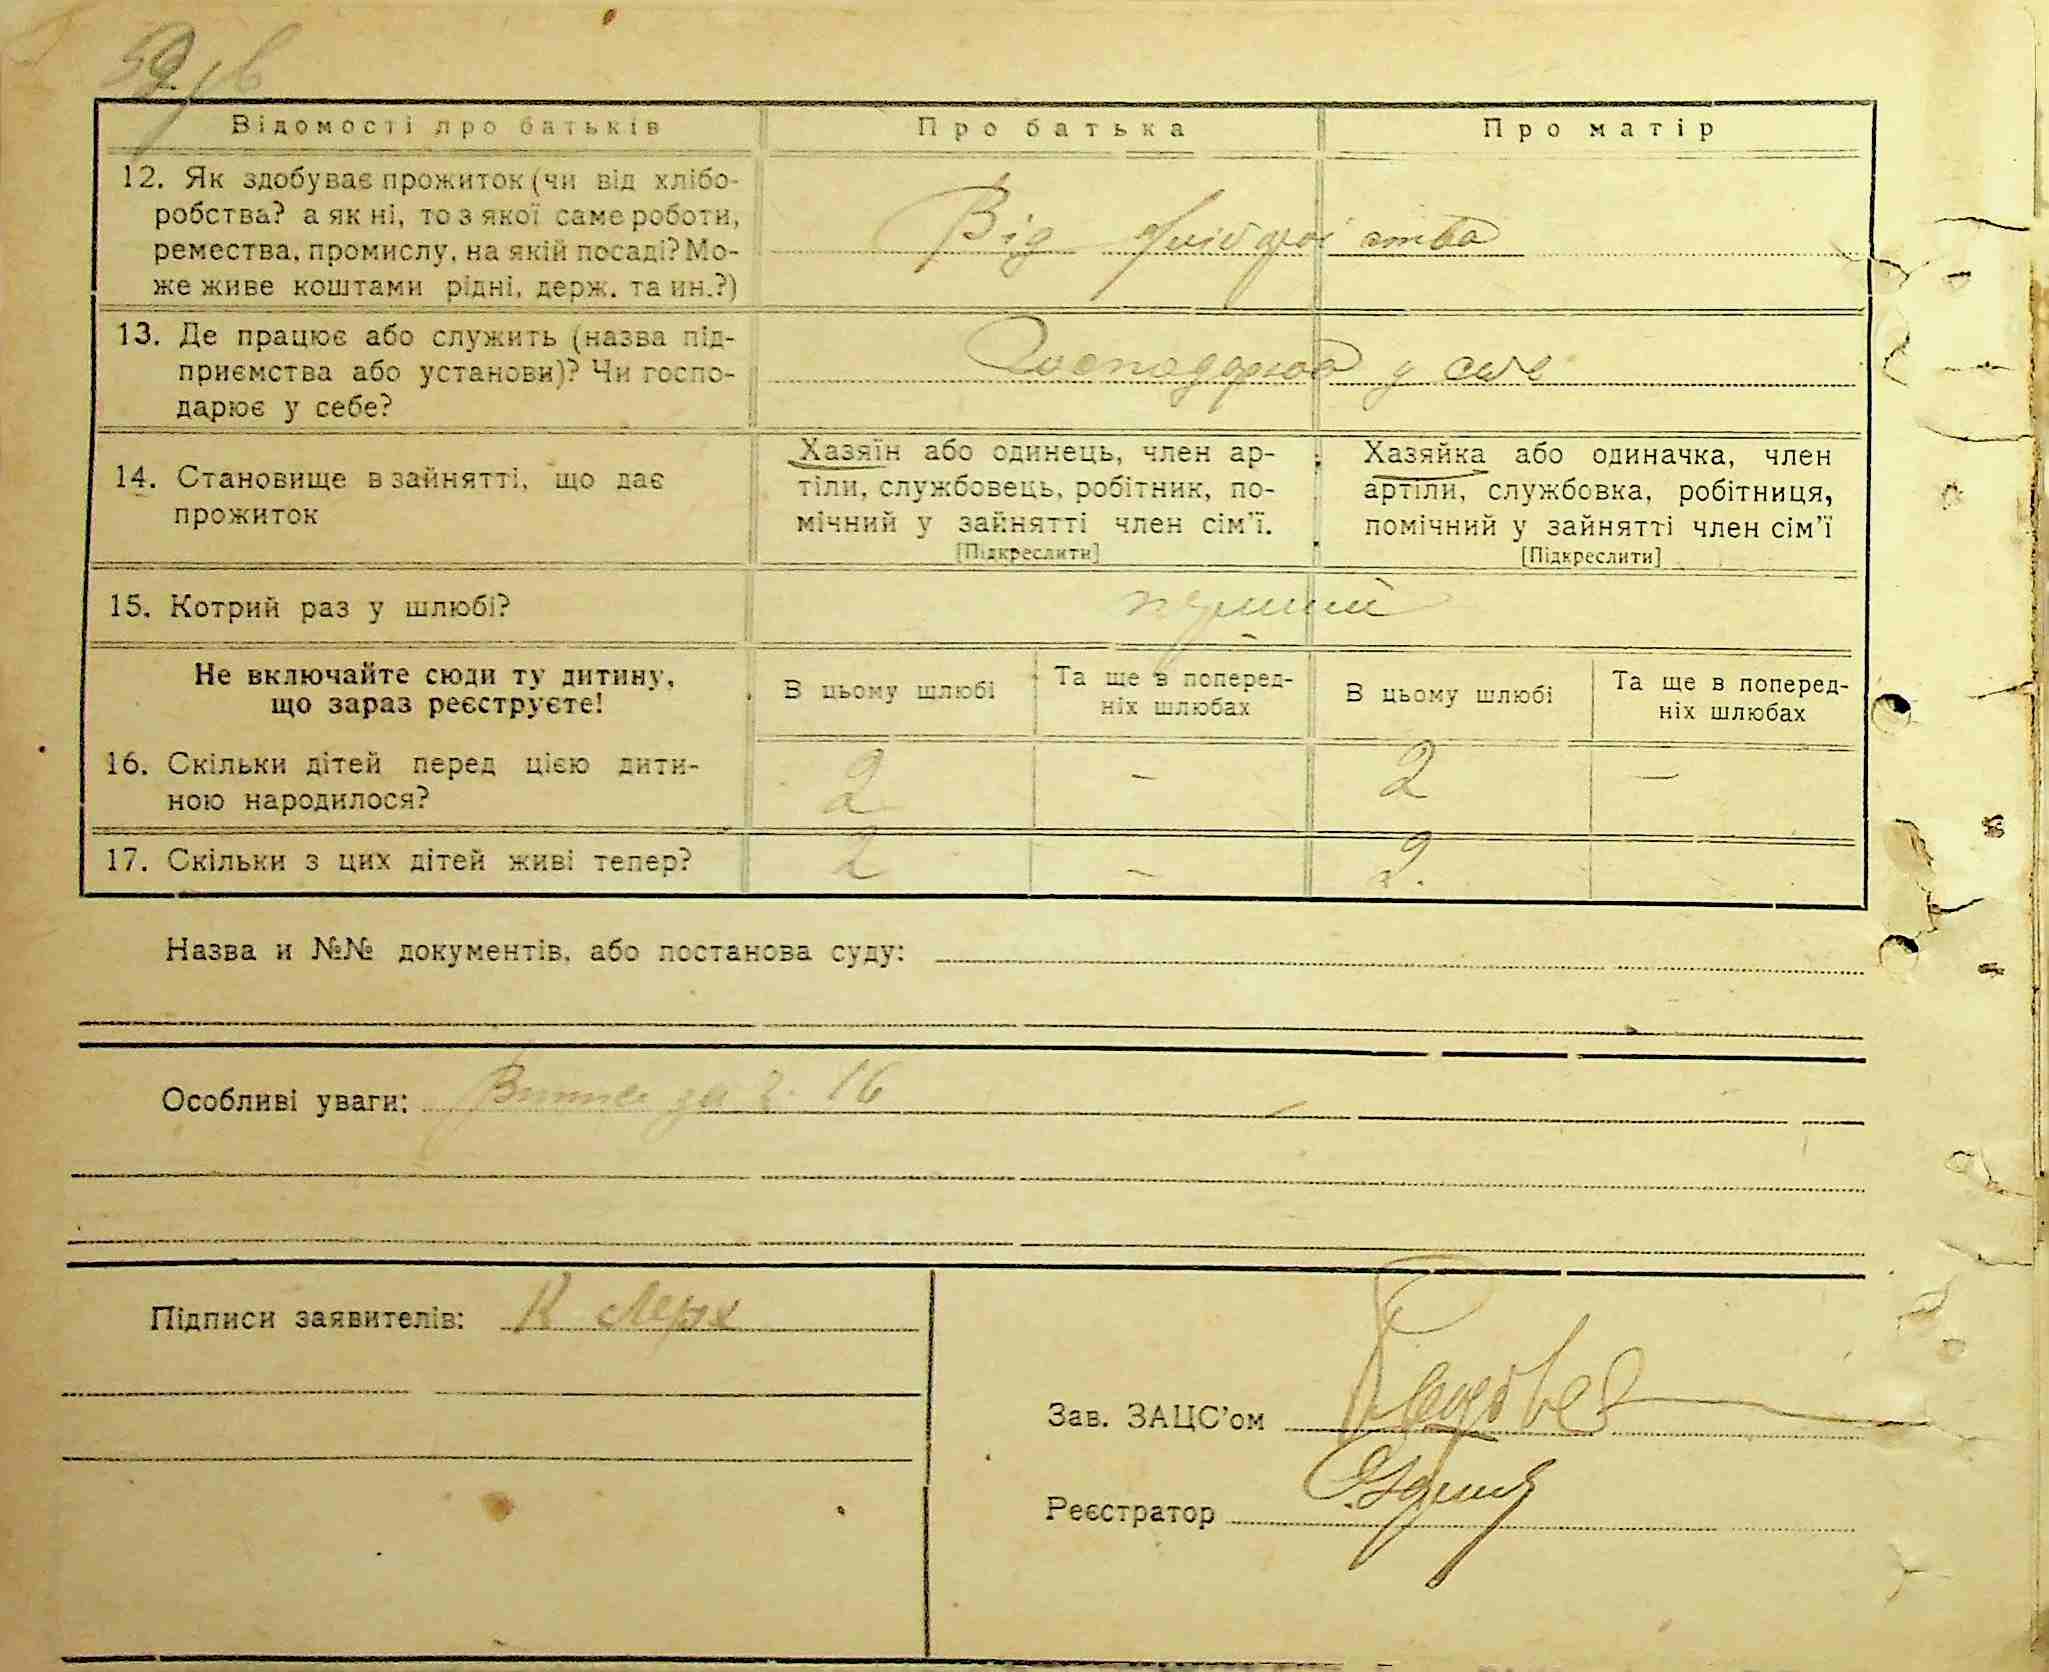 Відомості про батьків
Про батька
Про матір
12. Як здобуває прожиток (чи від хлібо-
робства? а як ні, то з якої саме роботи,
ремества, промислу, на якій посаді? Мо-
же живе коштами рідні, держ. та ин.?)
Від
13. Де працює або служить (назва під-
приємства або установи)? Чи госпо-
дарює у себе?
у себе
14. Становище в зайнятті, що дає
прожиток
Хазяїн або одинець, член ар-
тіли, службовець, робітник, по-
мічний у зайнятті член сім'ї.
[Підкреслити]
Хазяйка або одиначка, член
артіли, службовка, робітниця,
помічний у зайнятті член сім'ї
[Підкреслити]
15. Котрий раз у шлюбі?
перший
Не включайте сюди ту дитину,
що зараз реєструєте!
В цьому шлюбі
Та ще в поперед-
ніх шлюбах
В цьому шлюбі
Та ще в поперед-
ніх шлюбах
16. Скільки дітей перед цією дити-
ною народилося?
2 – 2 –
17. Скільки з цих дітей живі тепер?
2 – 2.
Назва и №№ документів, або постанова суду:
Особливі уваги: 16
Підписи заявителів: К
Зав. ЗАЦС'ом
Реєстратор